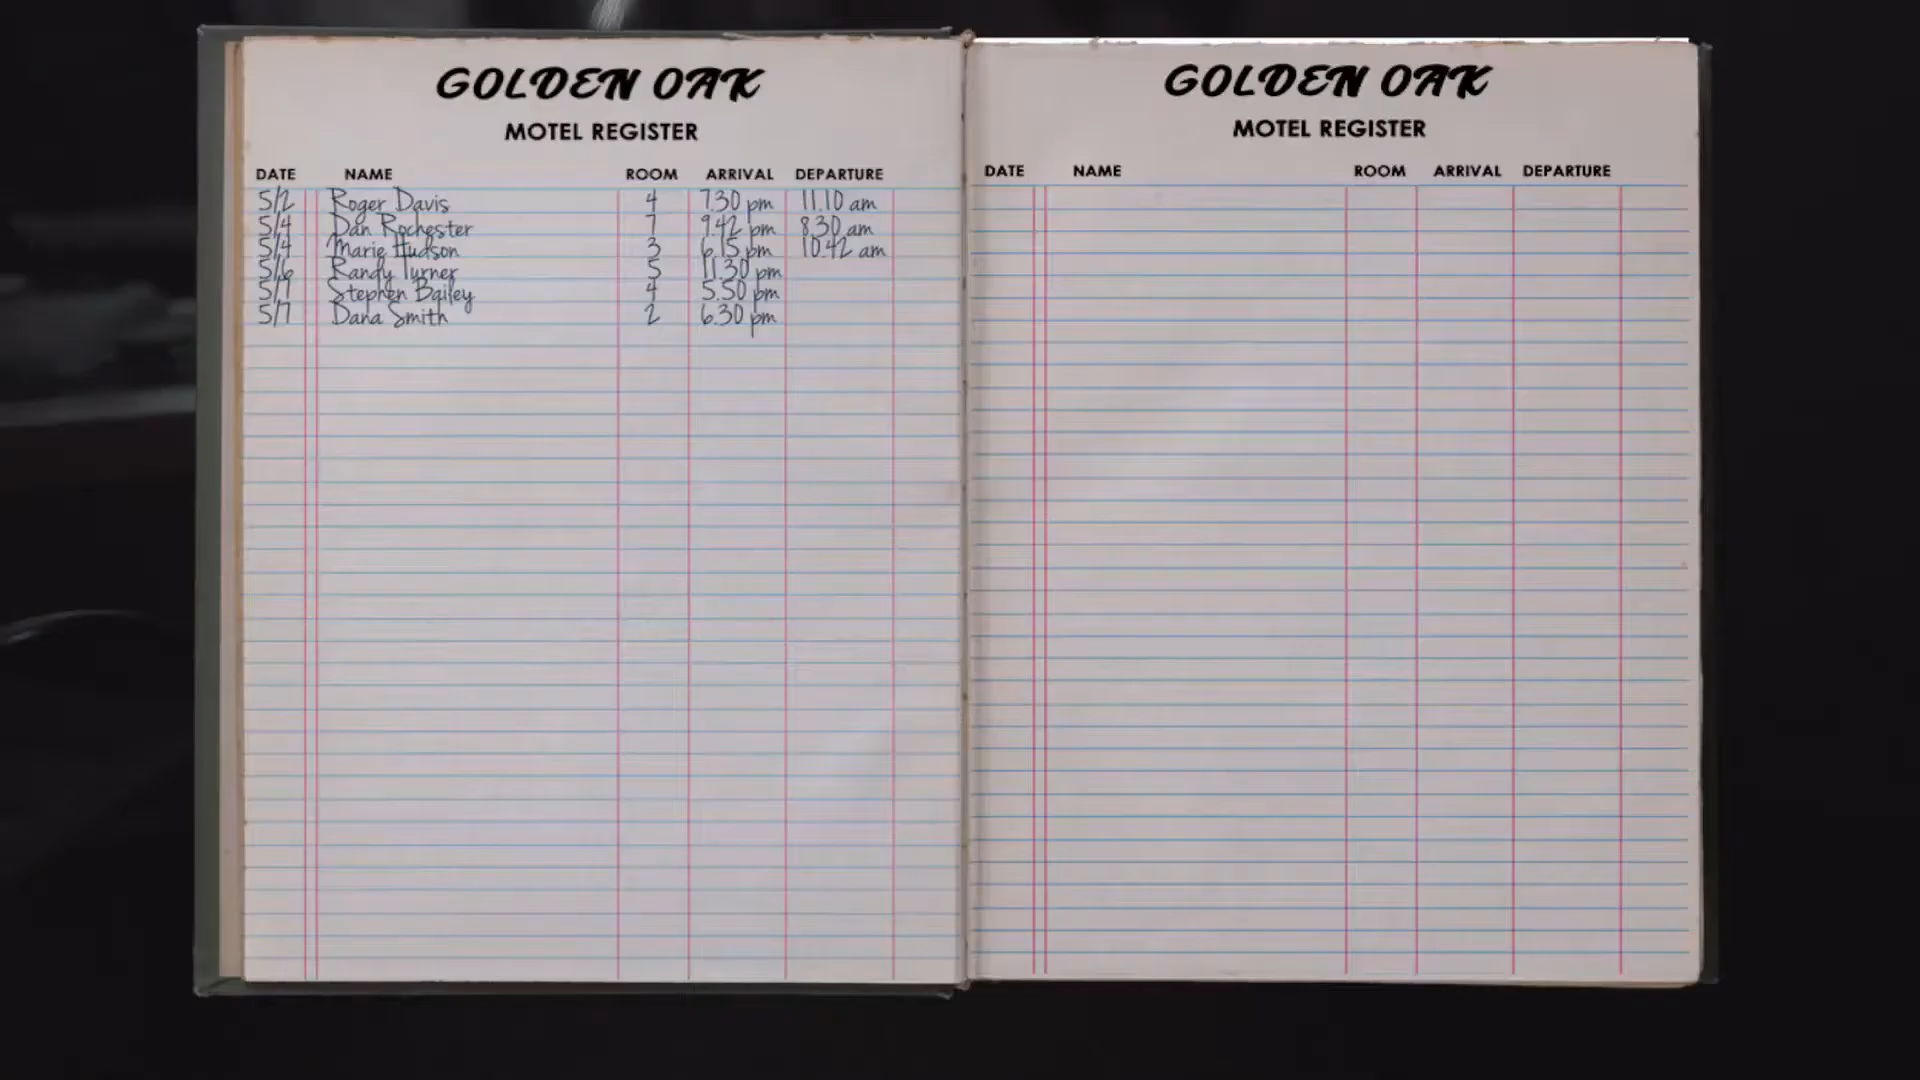 GOLDEN OAK
MOTEL REGISTER
DATE NAME ROOM ARRIVAL DEPARTURE
5/2 Roger Davis 4 7.30 pm 11.10 am
5/4 Dan Rochester 7 9.42 pm 8.30 am
5/4 Marie Hudson 3 6.15 pm 10.42 am
5/6 Randy Turner 5 11.30 pm
5/7 Stephen Bailey 4 5.50 pm
5/7 Dana Smith 2 6.30 pm
GOLDEN OAK
MOTEL REGISTER
DATE NAME ROOM ARRIVAL DEPARTURE